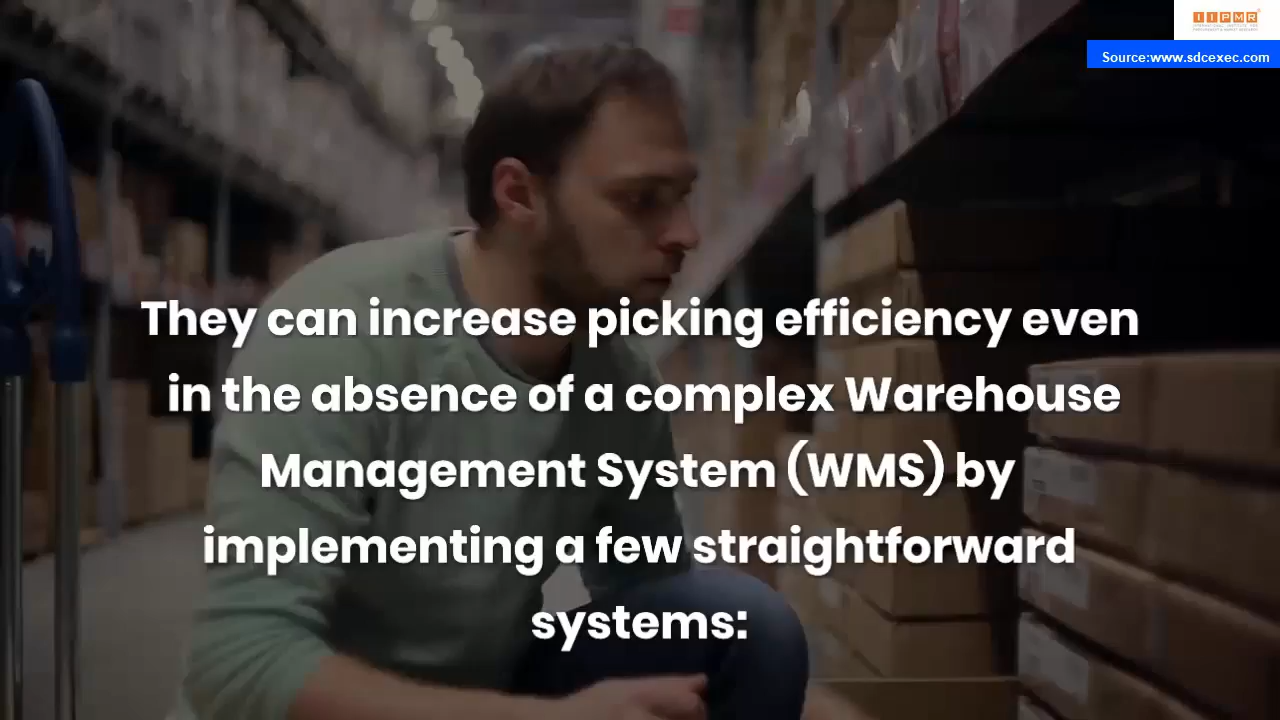 IIPMR
Source:www.sdcexec.com
They can increase picking efficiency even
in the absence of a complex Warehouse
Management System (WMS) by
implementing a few straightforward
systems: